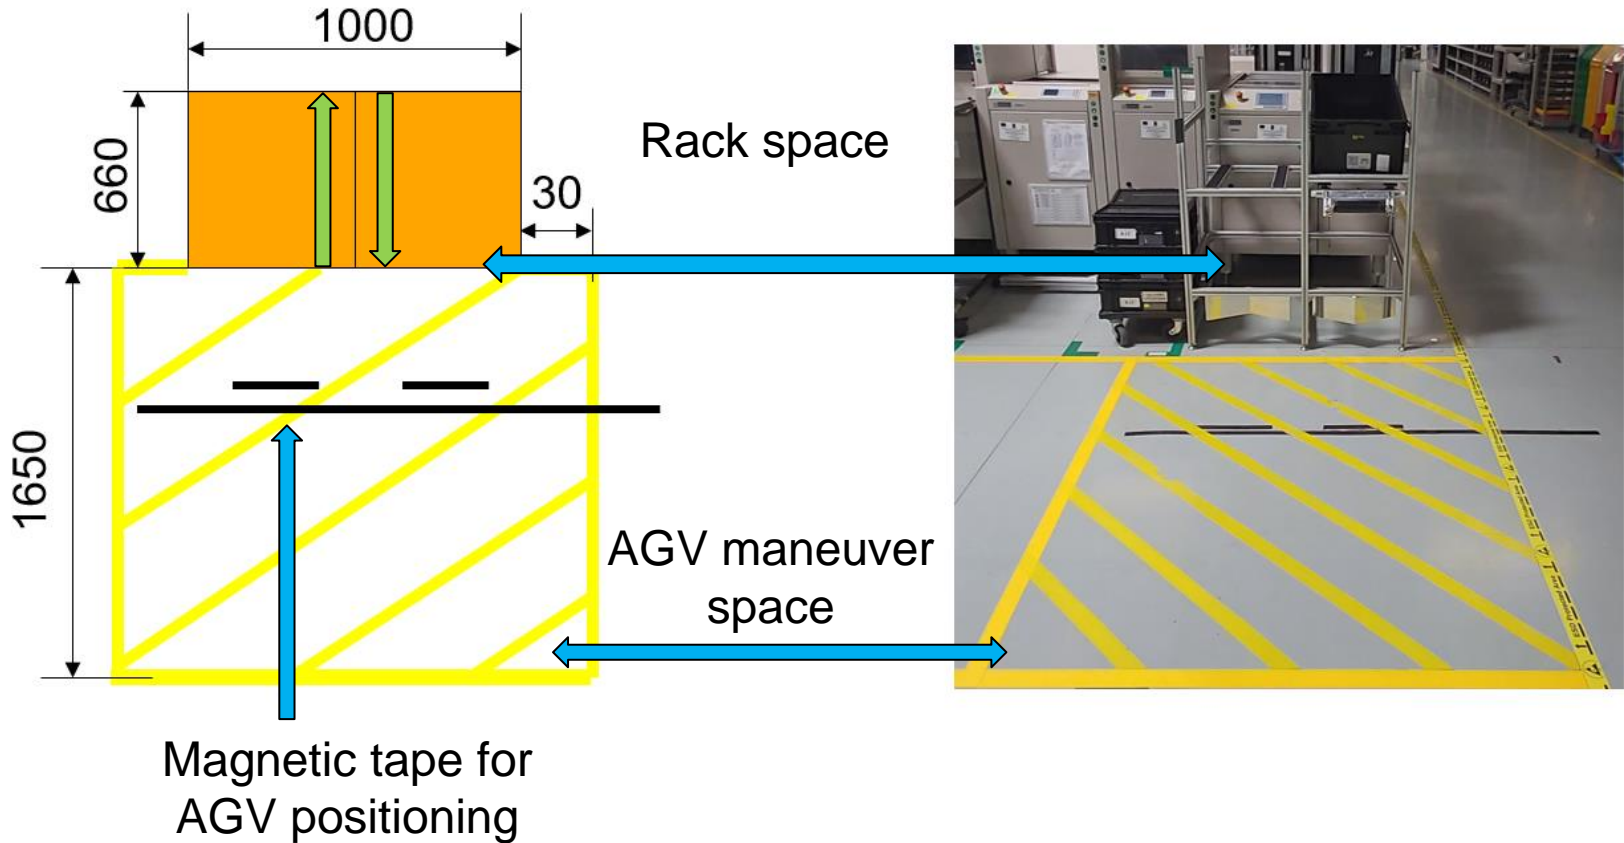 1000
660
Rack space
30
1650
AGV maneuver
space
Magnetic tape for
AGV positioning